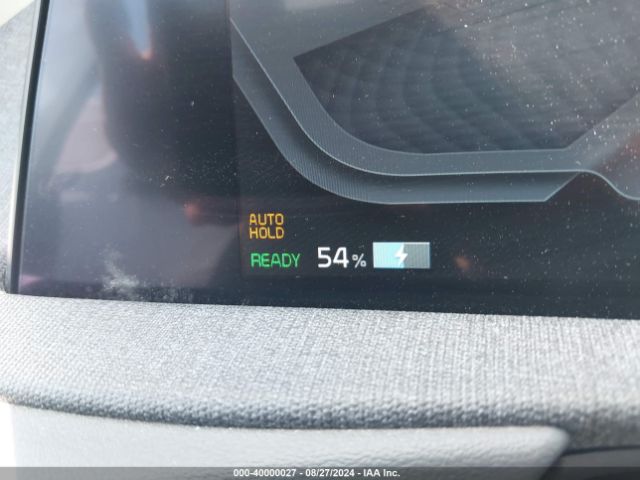 AUTO
HOLD
READY 54%
000-40000027 - 08/27/2024 - IAA Inc.